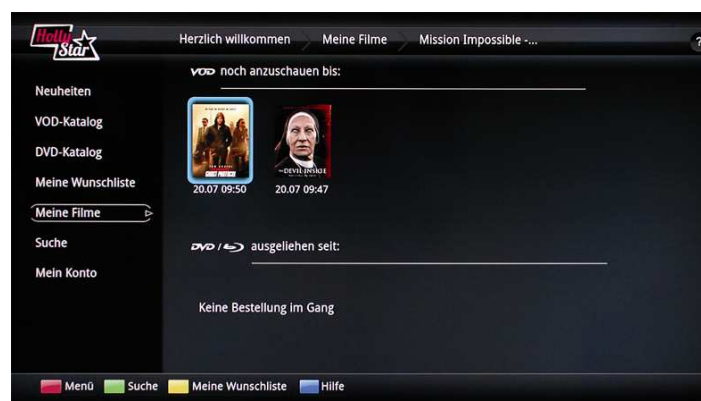 Holly
Star
Herzlich willkommen
Meine Filme
Mission Impossible -...
?
VOD noch anzuschauen bis:
Neuheiten
VOD-Katalog
DVD-Katalog
Meine Wunschliste
Meine Filme
Suche
Mein Konto
GHOST PROTOCOL
THE DEVIL INSIDE
20.07 09:50
20.07 09:47
DVD / ausgeliehen seit:
Keine Bestellung im Gang
Menü
Suche
Meine Wunschliste
Hilfe